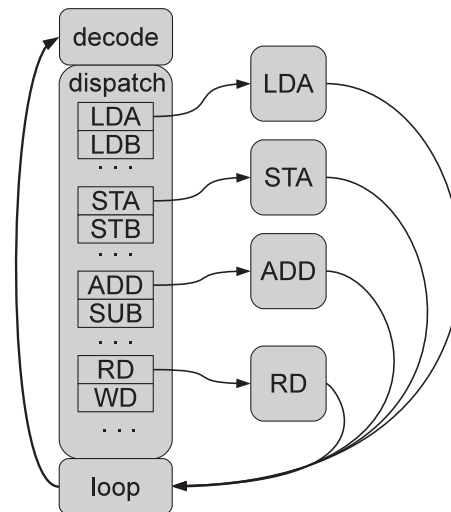 decode
dispatch
LDA
LDB
. . .
STA
STB
. . .
ADD
SUB
. . .
RD
WD
. . .
loop
LDA
STA
ADD
RD